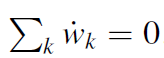 ∑ₖ ẇₖ = 0